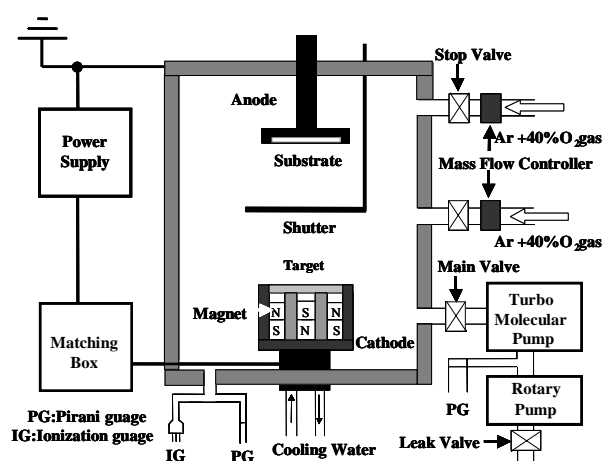 Stop Valve
Anode
Ar +40%O2gas
Power
Supply
Substrate
Mass Flow Controller
Shutter
Ar +40%O2gas
Target
Main Valve
Magnet
N S N
S N S
Turbo
Molecular
Pump
Matching
Box
Cathode
Rotary
Pump
PG
PG:Pirani guage
IG:Ionization guage
Leak Valve
IG
PG
Cooling Water